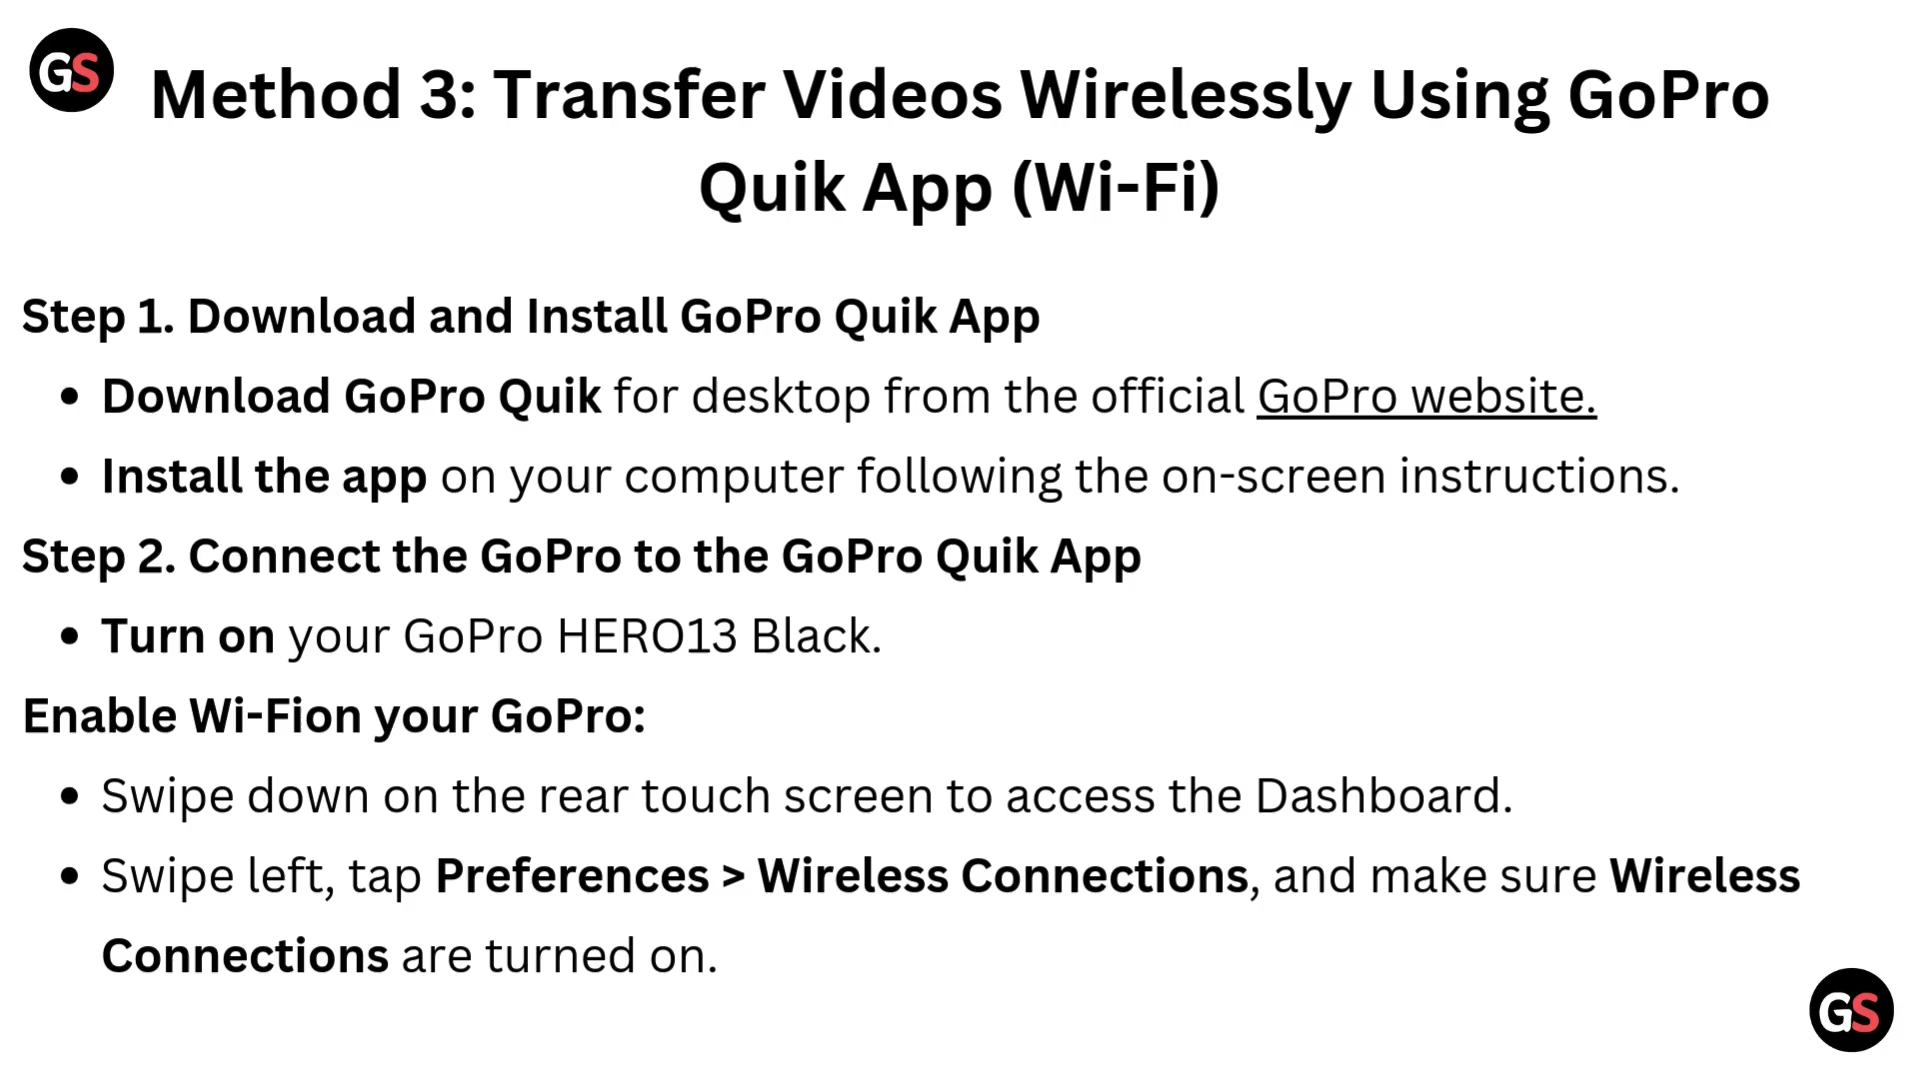 GS
Method 3: Transfer Videos Wirelessly Using GoPro
Quik App (Wi-Fi)
Step 1. Download and Install GoPro Quik App
• Download GoPro Quik for desktop from the official GoPro website.
• Install the app on your computer following the on-screen instructions.
Step 2. Connect the GoPro to the GoPro Quik App
• Turn on your GoPro HERO13 Black.
Enable Wi-Fion your GoPro:
• Swipe down on the rear touch screen to access the Dashboard.
• Swipe left, tap Preferences > Wireless Connections, and make sure Wireless
Connections are turned on.
GS